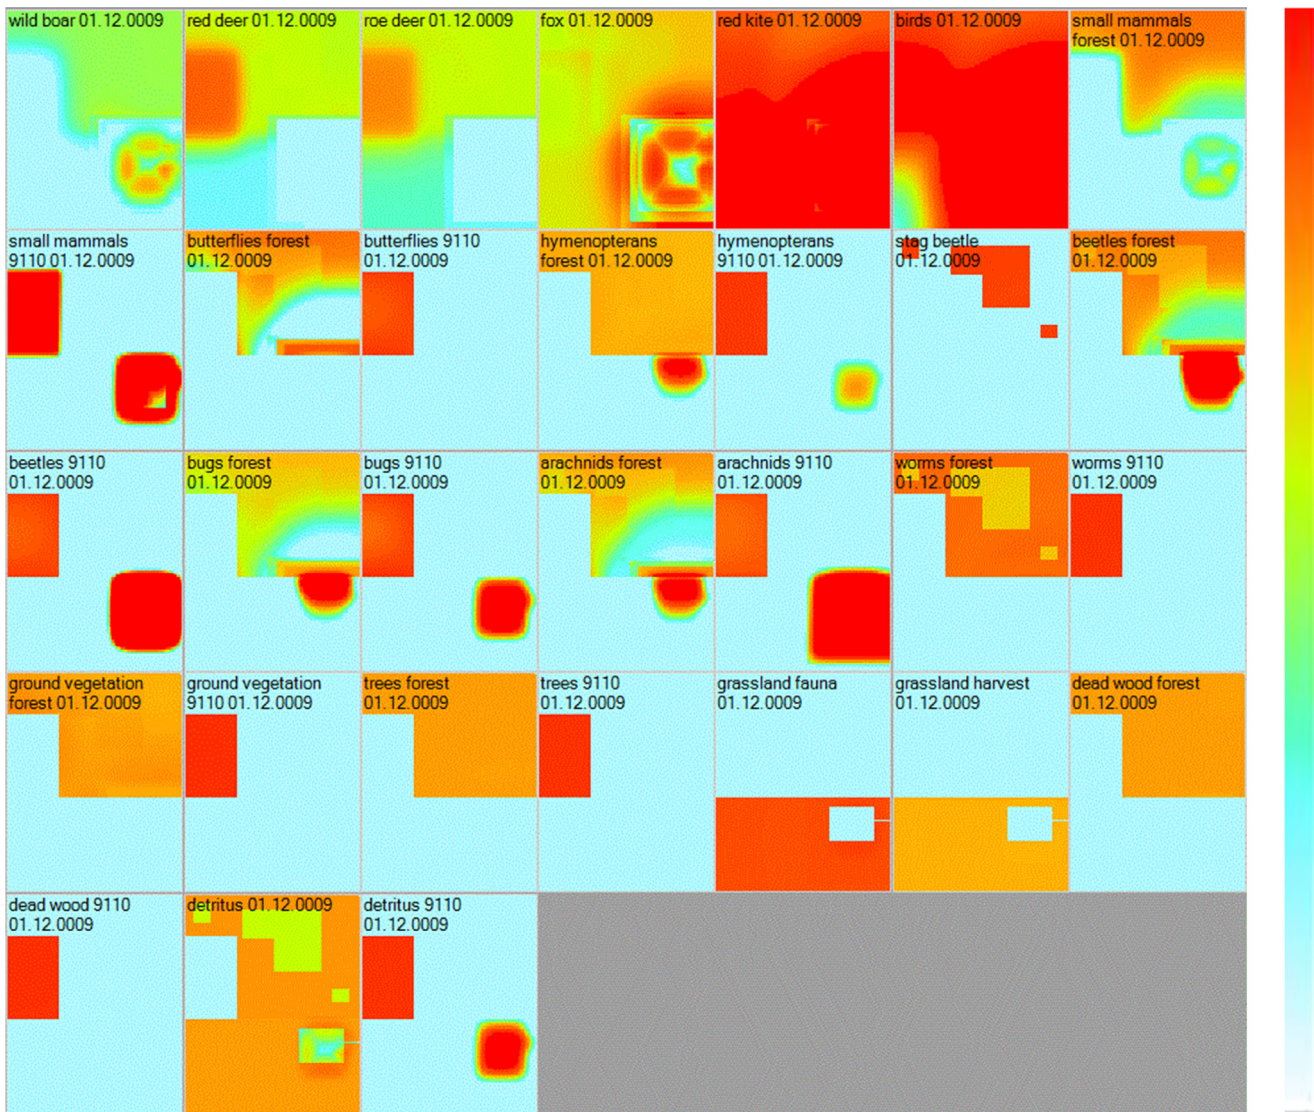 wild boar 01.12.0009
red deer 01.12.0009
roe deer 01.12.0009
fox 01.12.0009
red kite 01.12.0009
birds 01.12.0009
small mammals
forest 01.12.0009
small mammals
9110 01.12.0009
butterflies forest
01.12.0009
butterflies 9110
01.12.0009
hymenopterans
forest 01.12.0009
hymenopterans
9110 01.12.0009
stag beetle
01.12.0009
beetles forest
01.12.0009
beetles 9110
01.12.0009
bugs forest
01.12.0009
bugs 9110
01.12.0009
arachnids forest
01.12.0009
arachnids 9110
01.12.0009
worms forest
01.12.0009
worms 9110
01.12.0009
ground vegetation
forest 01.12.0009
ground vegetation
9110 01.12.0009
trees forest
01.12.0009
trees 9110
01.12.0009
grassland fauna
01.12.0009
grassland harvest
01.12.0009
dead wood forest
01.12.0009
dead wood 9110
01.12.0009
detritus 01.12.0009
detritus 9110
01.12.0009